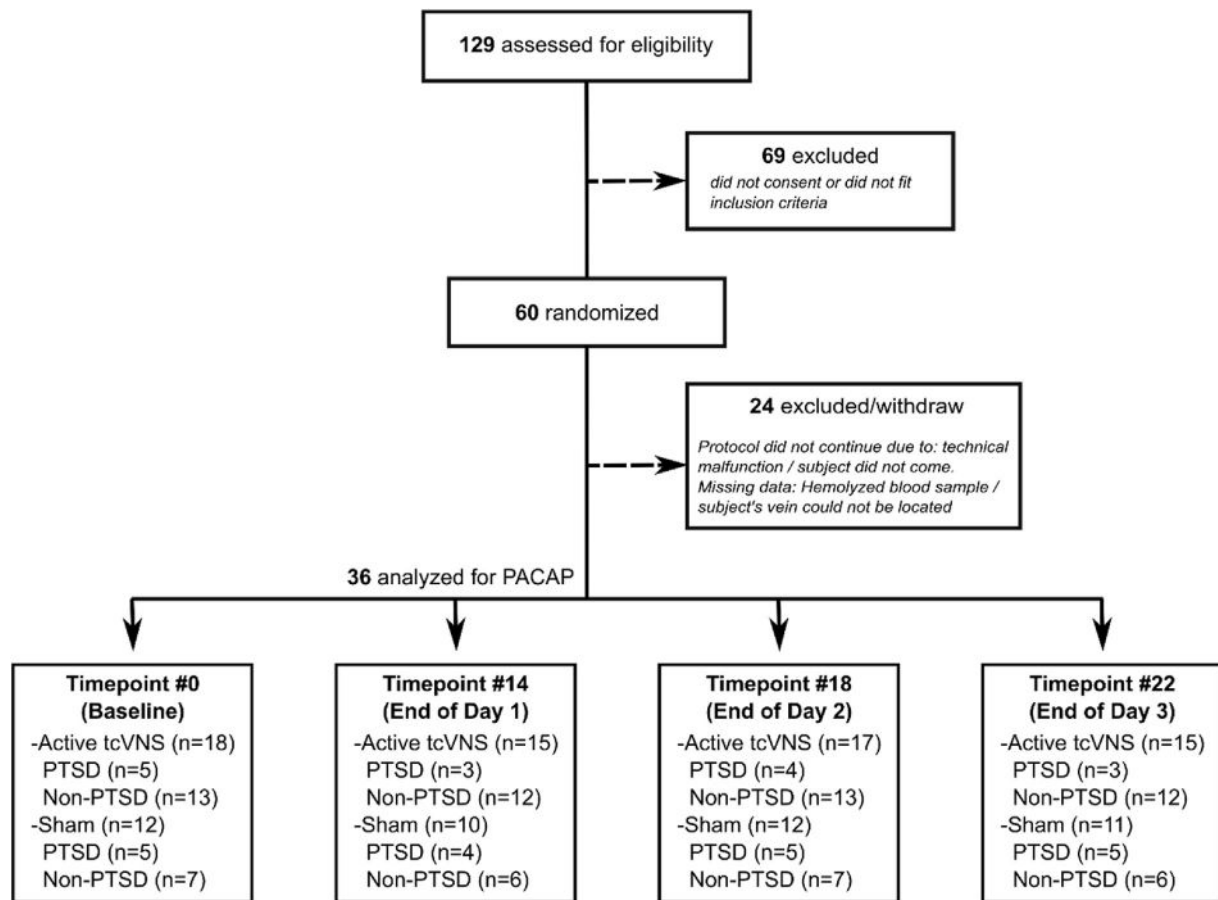 129 assessed for eligibility
69 excluded
did not consent or did not fit
inclusion criteria
60 randomized
24 excluded/withdraw
Protocol did not continue due to: technical
malfunction / subject did not come.
Missing data: Hemolyzed blood sample /
subject's vein could not be located
36 analyzed for PACAP
Timepoint #0
(Baseline)
-Active tcVNS (n=18)
PTSD (n=5)
Non-PTSD (n=13)
-Sham (n=12)
PTSD (n=5)
Non-PTSD (n=7)
Timepoint #14
(End of Day 1)
-Active tcVNS (n=15)
PTSD (n=3)
Non-PTSD (n=12)
-Sham (n=10)
PTSD (n=4)
Non-PTSD (n=6)
Timepoint #18
(End of Day 2)
-Active tcVNS (n=17)
PTSD (n=4)
Non-PTSD (n=13)
-Sham (n=12)
PTSD (n=5)
Non-PTSD (n=7)
Timepoint #22
(End of Day 3)
-Active tcVNS (n=15)
PTSD (n=3)
Non-PTSD (n=12)
-Sham (n=11)
PTSD (n=5)
Non-PTSD (n=6)